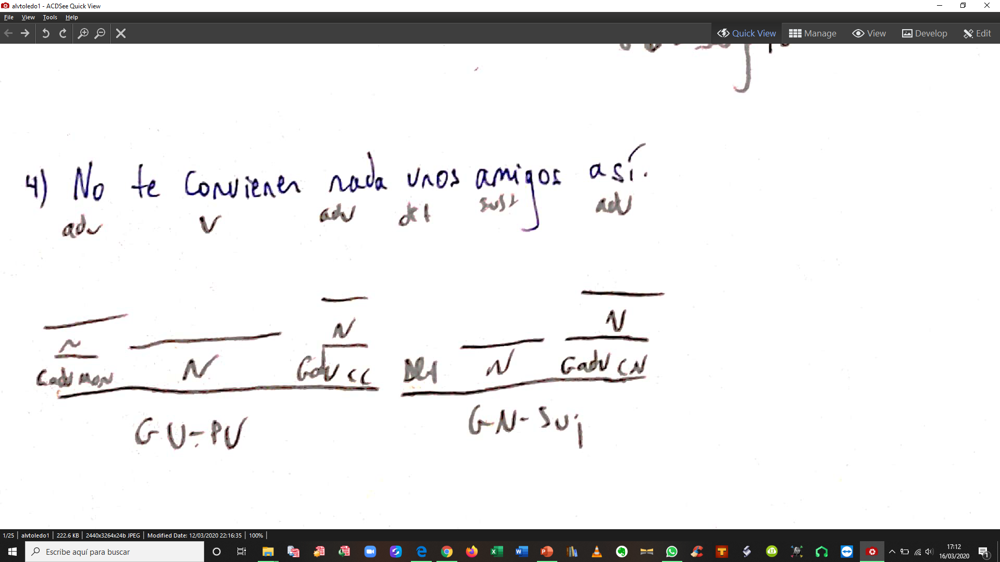 alvtoledo1 - ACDSee Quick View
File View Tools Help
Quick View Manage View Develop Edit
4) No te convienen nada unos amigos así.
adv V adv det sust adv
N N
N N N
Gadv MON N Gadv CC Det N Gadv CN
GV-PV GN-Suj
1/25 alvtoledo1 222.6 KB 2440x3264x24b JPEG Modified Date: 12/03/2020 22:16:35 100%
Escribe aquí para buscar
17:12
16/03/2020
1